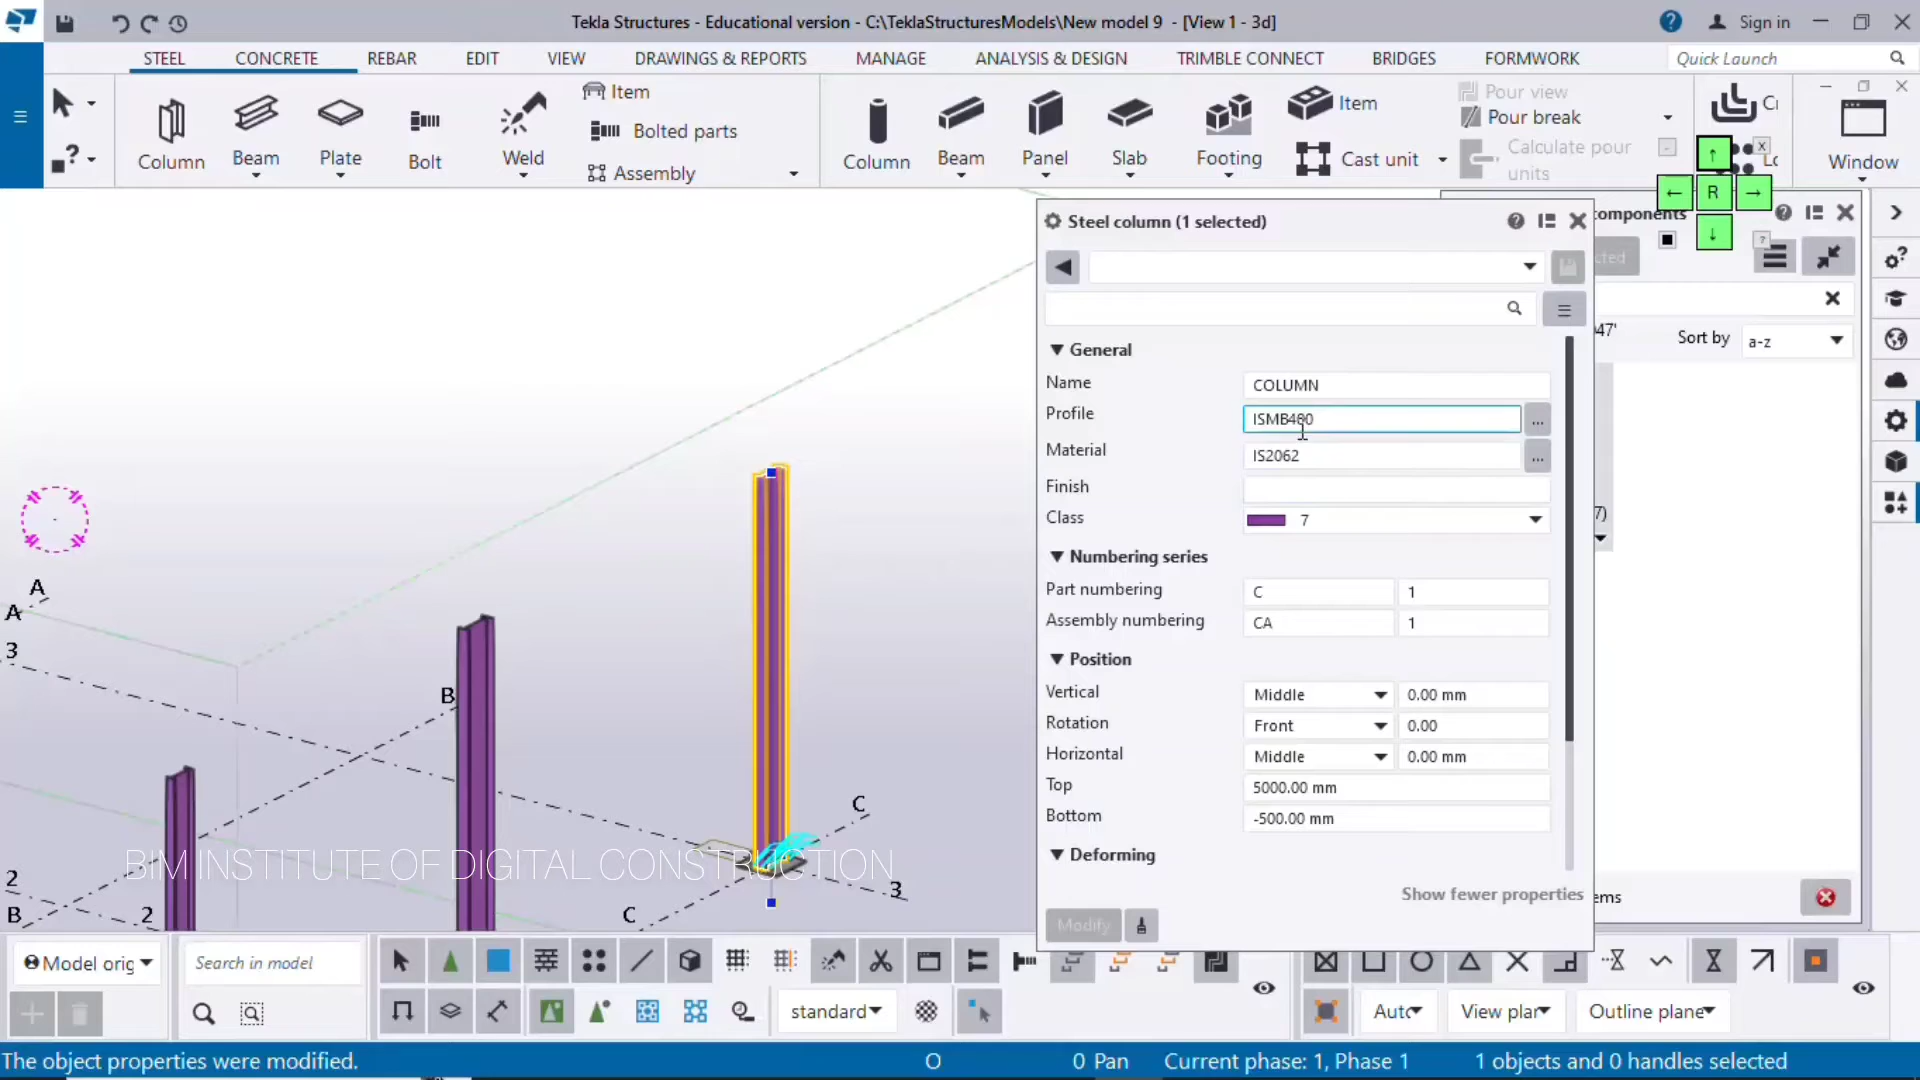 Tekla Structures - Educational version - C:\TeklaStructuresModels\New model 9 - [View 1 - 3d]
Sign in
STEEL CONCRETE REBAR EDIT VIEW DRAWINGS & REPORTS MANAGE ANALYSIS & DESIGN TRIMBLE CONNECT BRIDGES FORMWORK Quick Launch
Column Beam Plate Bolt Weld
Item
Bolted parts
Assembly
Column Beam Panel Slab Footing
Item
Cast unit
Pour view
Pour break
Calculate pour
units
Window
R
Steel column (1 selected)
components
Sort by a-z
General
Name COLUMN
Profile ISMB400 ...
Material IS2062 ...
Finish
Class 7
Numbering series
Part numbering C 1
Assembly numbering CA 1
Position
Vertical Middle 0.00 mm
Rotation Front 0.00
Horizontal Middle 0.00 mm
Top 5000.00 mm
Bottom -500.00 mm
Deforming
Show fewer properties
Modify
A
A
3
B
C
2
B
2
C
3
BIM INSTITUTE OF DIGITAL CONSTRUCTION
Model orig
Search in model
standard
Auto
View plan
Outline plane
The object properties were modified. O 0 Pan Current phase: 1, Phase 1 1 objects and 0 handles selected